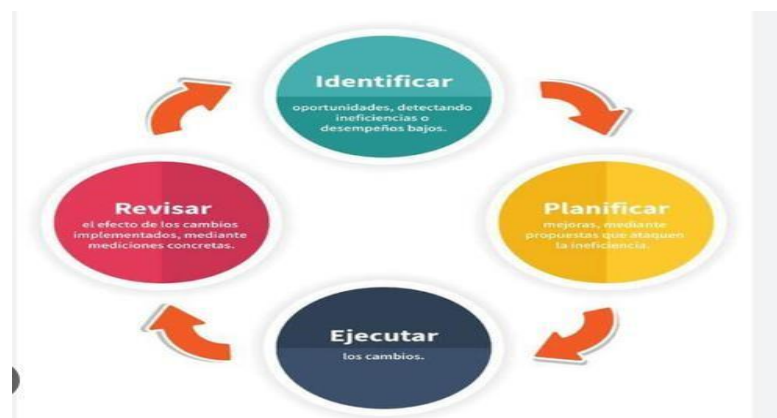 Identificar
oportunidades, detectando
ineficiencias o
desempeños bajos.
Planificar
mejoras, mediante
propuestas que ataquen
la ineficiencia.
Ejecutar
los cambios.
Revisar
el efecto de los cambios
implementados, mediante
mediciones concretas.